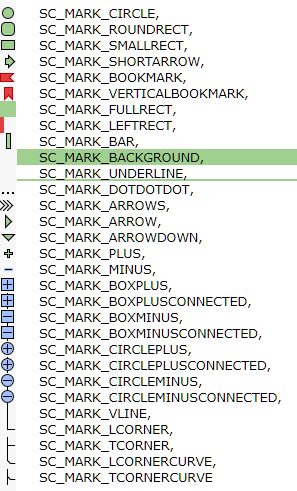 SC_MARK_CIRCLE,
SC_MARK_ROUNDRECT,
SC_MARK_SMALLRECT,
SC_MARK_SHORTARROW,
SC_MARK_BOOKMARK,
SC_MARK_VERTICALBOOKMARK,
SC_MARK_FULLRECT,
SC_MARK_LEFTRECT,
SC_MARK_BAR,
SC_MARK_BACKGROUND,
SC_MARK_UNDERLINE,
SC_MARK_DOTDOTDOT,
SC_MARK_ARROWS,
SC_MARK_ARROW,
SC_MARK_ARROWDOWN,
SC_MARK_PLUS,
SC_MARK_MINUS,
SC_MARK_BOXPLUS,
SC_MARK_BOXPLUSCONNECTED,
SC_MARK_BOXMINUS,
SC_MARK_BOXMINUSCONNECTED,
SC_MARK_CIRCLEPLUS,
SC_MARK_CIRCLEPLUSCONNECTED,
SC_MARK_CIRCLEMINUS,
SC_MARK_CIRCLEMINUSCONNECTED,
SC_MARK_VLINE,
SC_MARK_LCORNER,
SC_MARK_TCORNER,
SC_MARK_LCORNERCURVE,
SC_MARK_TCORNERCURVE